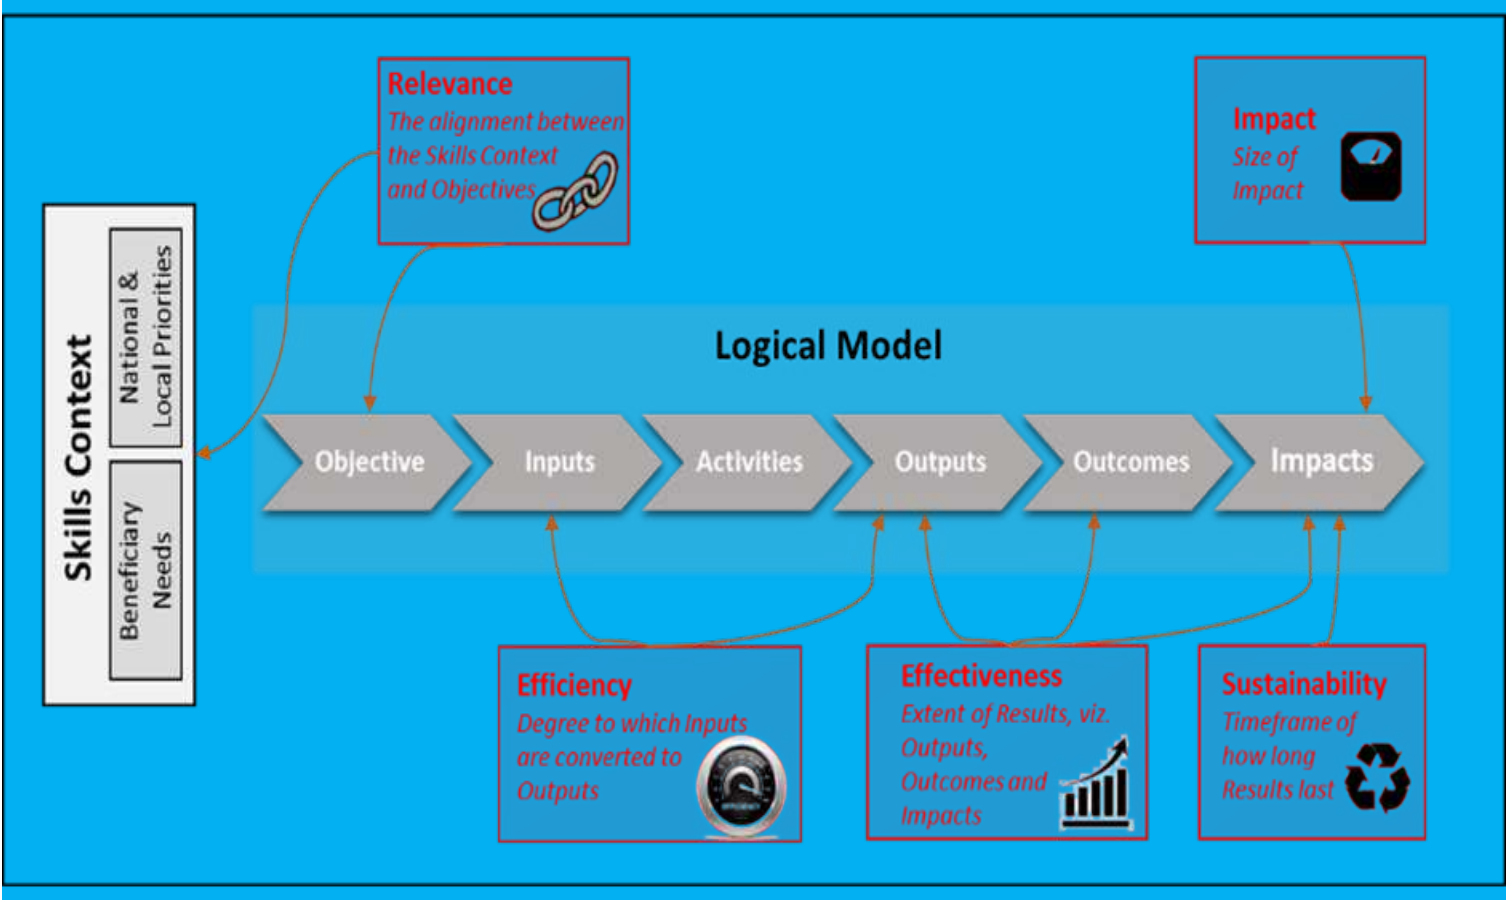 Relevance
The alignment between
the Skills Context
and Objectives
Impact
Size of
Impact
Skills Context
National &
Local Priorities
Beneficiary
Needs
Logical Model
Objective
Inputs
Activities
Outputs
Outcomes
Impacts
Efficiency
Degree to which Inputs
are converted to
Outputs
EFFICIENCY
Effectiveness
Extent of Results, viz.
Outputs,
Outcomes and
Impacts
Sustainability
Timeframe of
how long
Results last